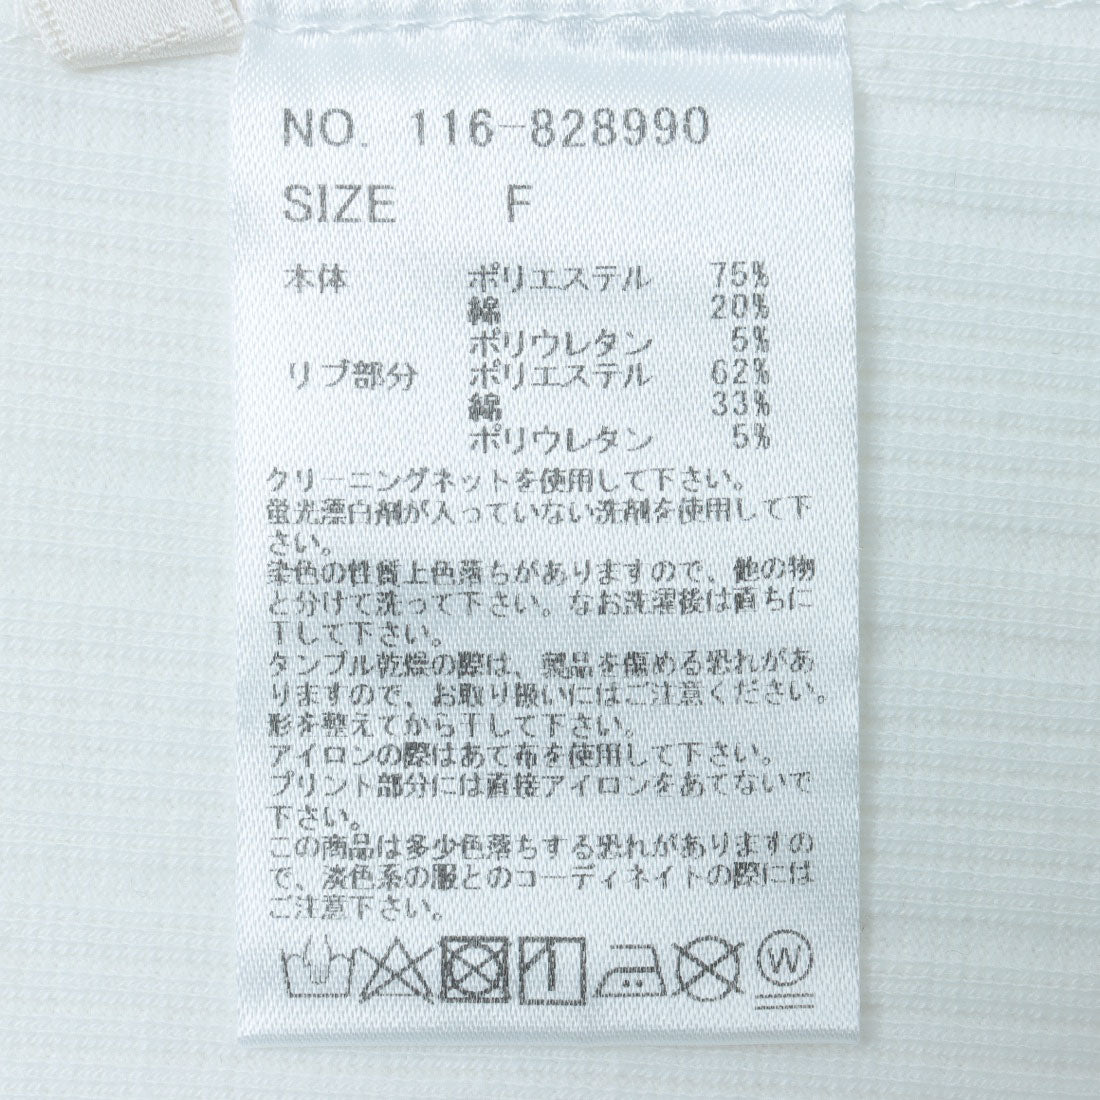 NO. 116-828990
SIZE F
本体 ポリエステル 75%
綿 20%
ポリウレタン 5%
リブ部分 ポリエステル 62%
綿 33%
ポリウレタン 5%
クリーニングネットを使用して下さい。
蛍光漂白剤が入っていない洗剤を使用して下
さい。
染色の性質上色落ちがありますので、他の物
と分けて洗って下さい。なお洗濯後は直ちに
干して下さい。
タンブル乾燥の際は、製品を傷める恐れがあ
りますので、お取り扱いにはご注意ください。
形を整えてから干して下さい。
アイロンの際はあて布を使用して下さい。
プリント部分には直接アイロンをあてないで
下さい。
この商品は多少色落ちする恐れがありますの
で、淡色系の服とのコーディネイトの際には
ご注意下さい。
W